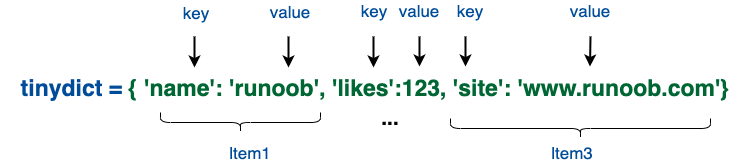 key value key value key value
tinydict = { 'name': 'runoob', 'likes':123, 'site': 'www.runoob.com'}
...
Item1 Item3